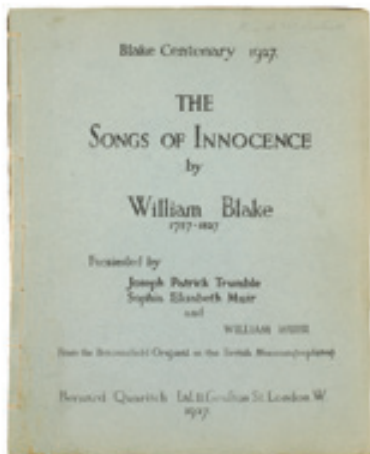 Blake Centenary 1927.
THE
SONGS OF INNOCENCE
by
William Blake
1757-1827
Facsimiled by
Joseph Patrick Trumble
Sophia Elizabeth Muir
and
WILLIAM MUIR
from the Beaconsfield Original in the British Museum
Bernard Quaritch Ltd. 11 Grafton St. London. W.
1927.